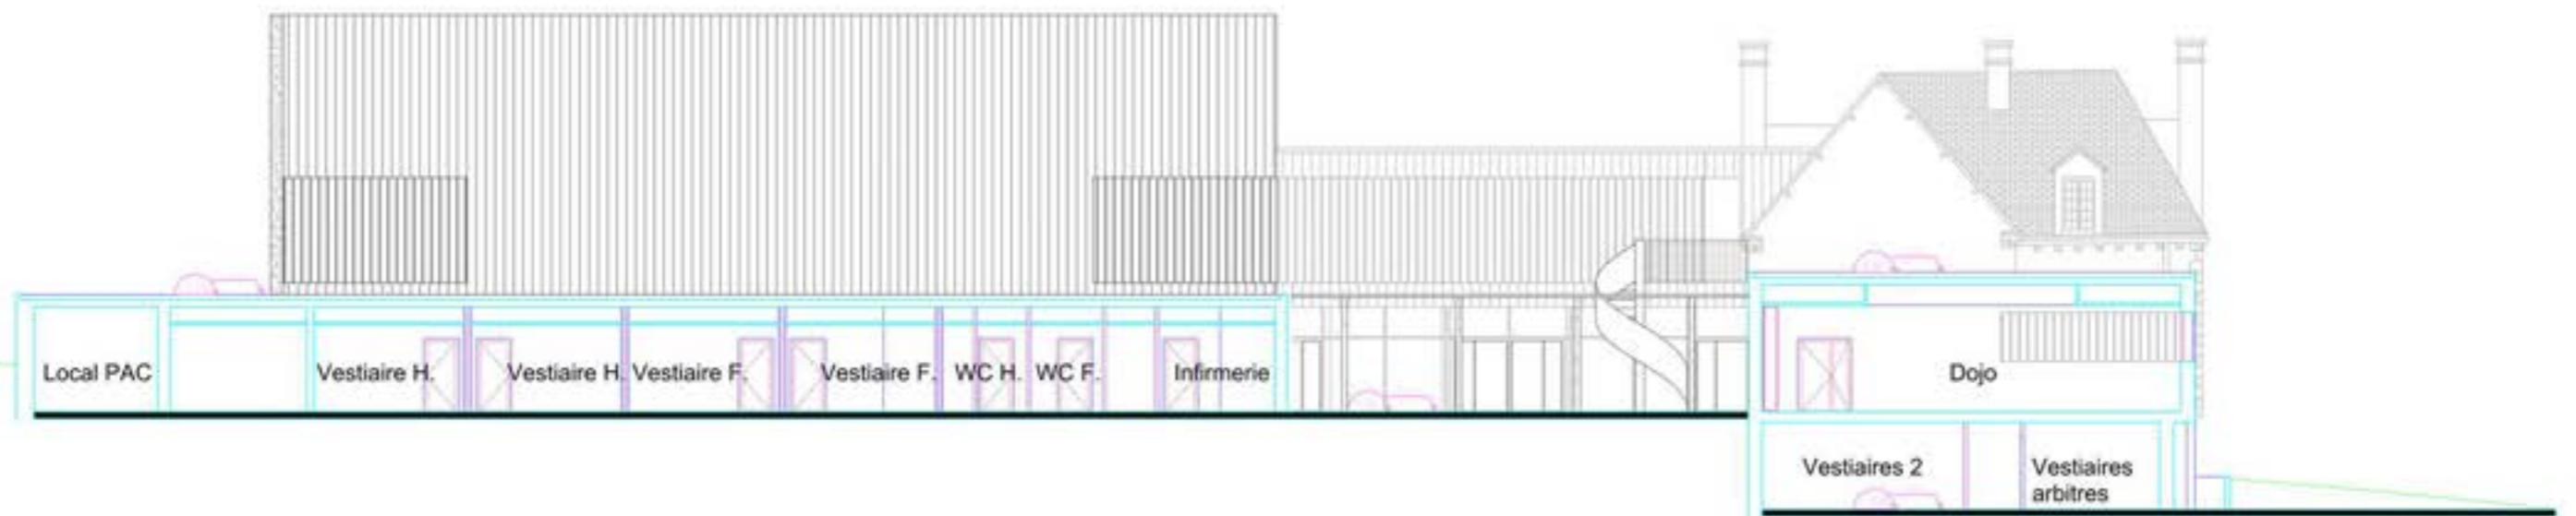 Local PAC
Vestiaire H.
Vestiaire H.
Vestiaire F.
Vestiaire F.
WC H.
WC F.
Infirmerie
Dojo
Vestiaires 2
Vestiaires
arbitres